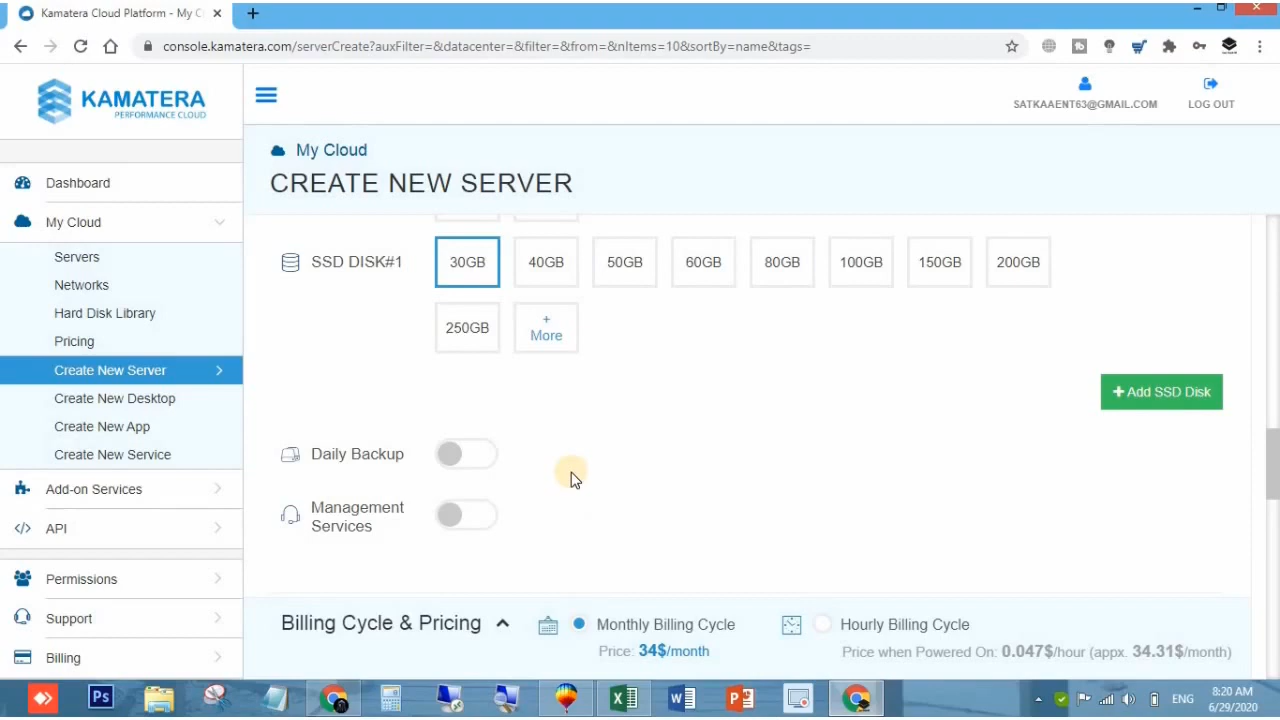 Kamatera Cloud Platform - My C
console.kamatera.com/serverCreate?auxFilter=&datacenter=&filter=&from=&nItems=10&sortBy=name&tags=
KAMATERA
PERFORMANCE CLOUD
SATKAAENT63@GMAIL.COM
LOG OUT
My Cloud
CREATE NEW SERVER
Dashboard
My Cloud
Servers
Networks
Hard Disk Library
Pricing
Create New Server
Create New Desktop
Create New App
Create New Service
Add-on Services
API
Permissions
Support
Billing
SSD DISK#1
30GB
40GB
50GB
60GB
80GB
100GB
150GB
200GB
250GB
+
More
+ Add SSD Disk
Daily Backup
Management
Services
Billing Cycle & Pricing
Monthly Billing Cycle
Price: 34$/month
Hourly Billing Cycle
Price when Powered On: 0.047$/hour (appx. 34.31$/month)
Ps
ENG
8:20 AM
6/29/2020